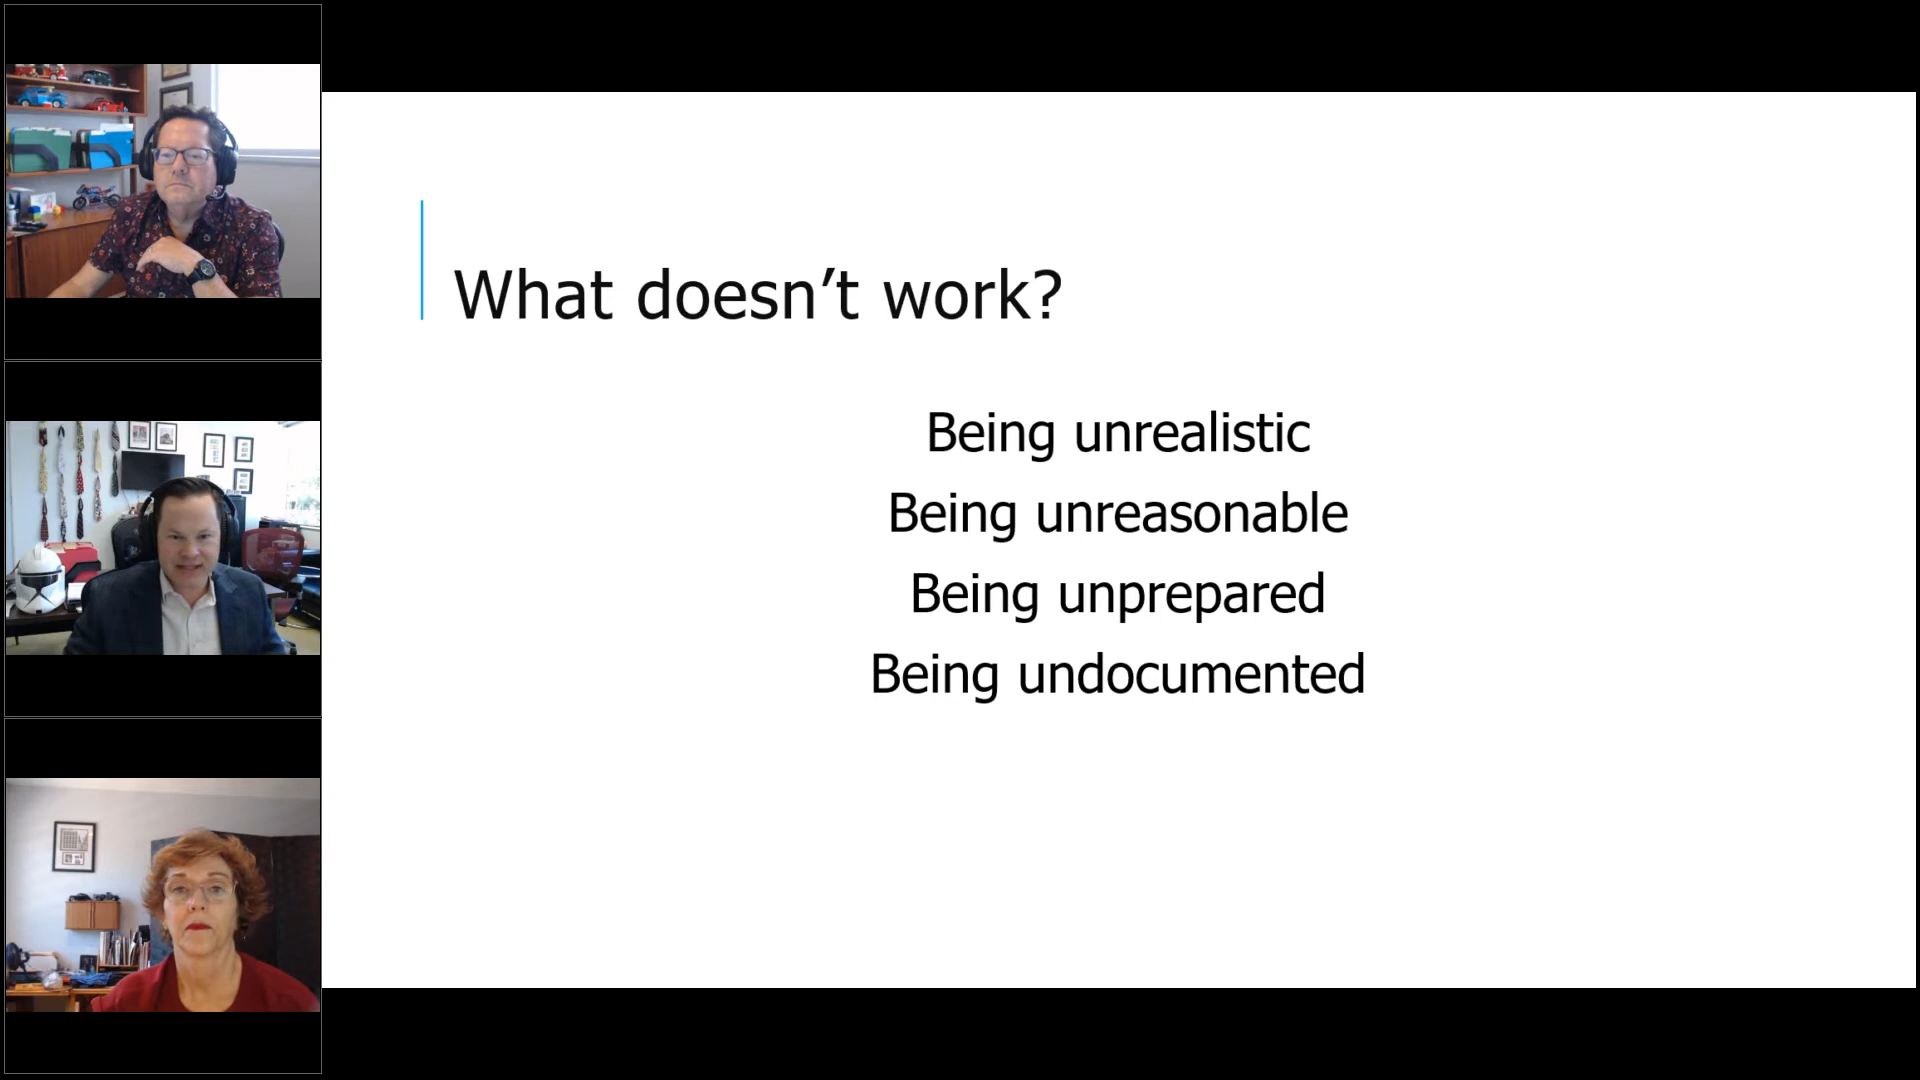 What doesn’t work?
Being unrealistic
Being unreasonable
Being unprepared
Being undocumented